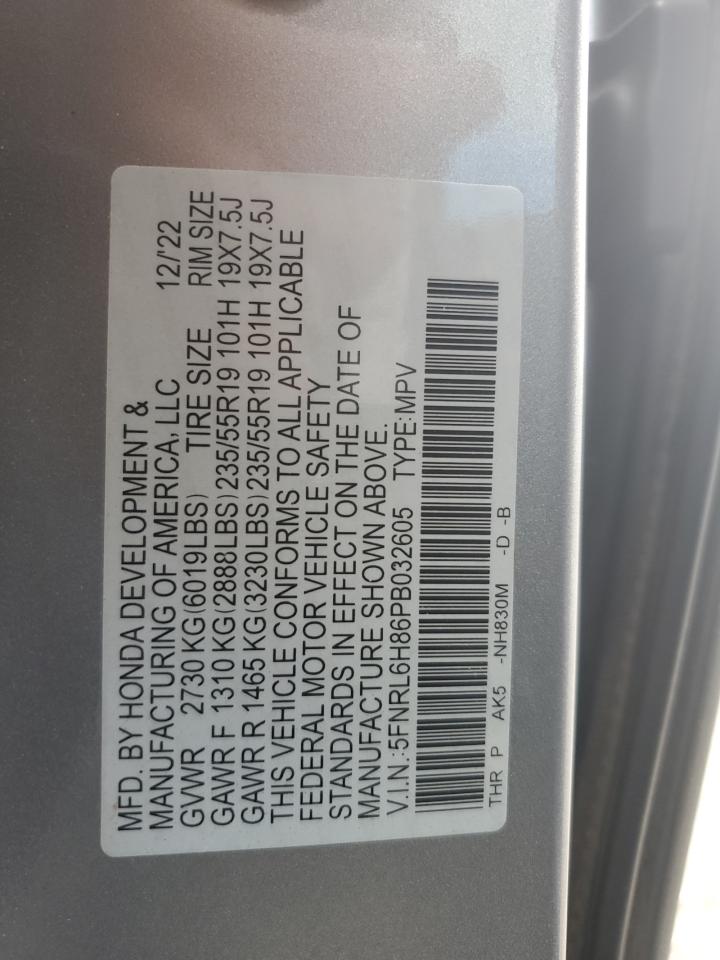 MFD. BY HONDA DEVELOPMENT &
MANUFACTURING OF AMERICA, LLC 12/'22
GVWR 2730 KG(6019LBS) TIRE SIZE RIM SIZE
GAWR F 1310 KG(2888LBS)235/55R19 101H 19X7.5J
GAWR R 1465 KG(3230LBS)235/55R19 101H 19X7.5J
THIS VEHICLE CONFORMS TO ALL APPLICABLE
FEDERAL MOTOR VEHICLE SAFETY
STANDARDS IN EFFECT ON THE DATE OF
MANUFACTURE SHOWN ABOVE.
V.I.N.:5FNRL6H86PB032605 TYPE:MPV
THR P AK5 -NH830M -D -B